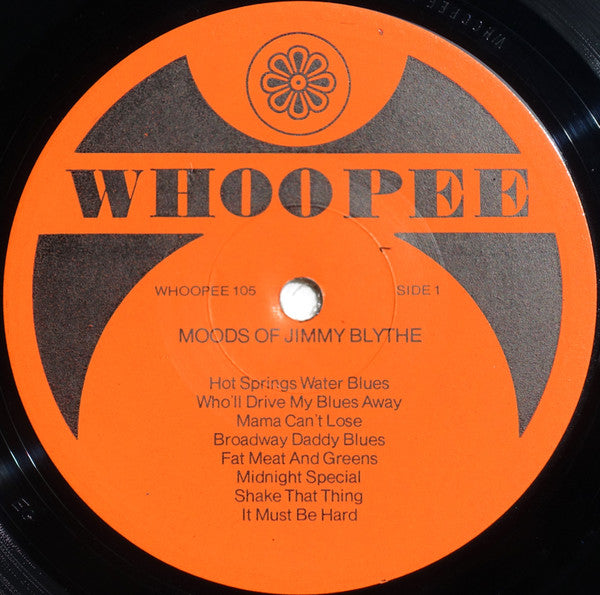 WHOOPEE
WHOOPEE 105
SIDE 1
MOODS OF JIMMY BLYTHE
Hot Springs Water Blues
Who'll Drive My Blues Away
Mama Can't Lose
Broadway Daddy Blues
Fat Meat And Greens
Midnight Special
Shake That Thing
It Must Be Hard